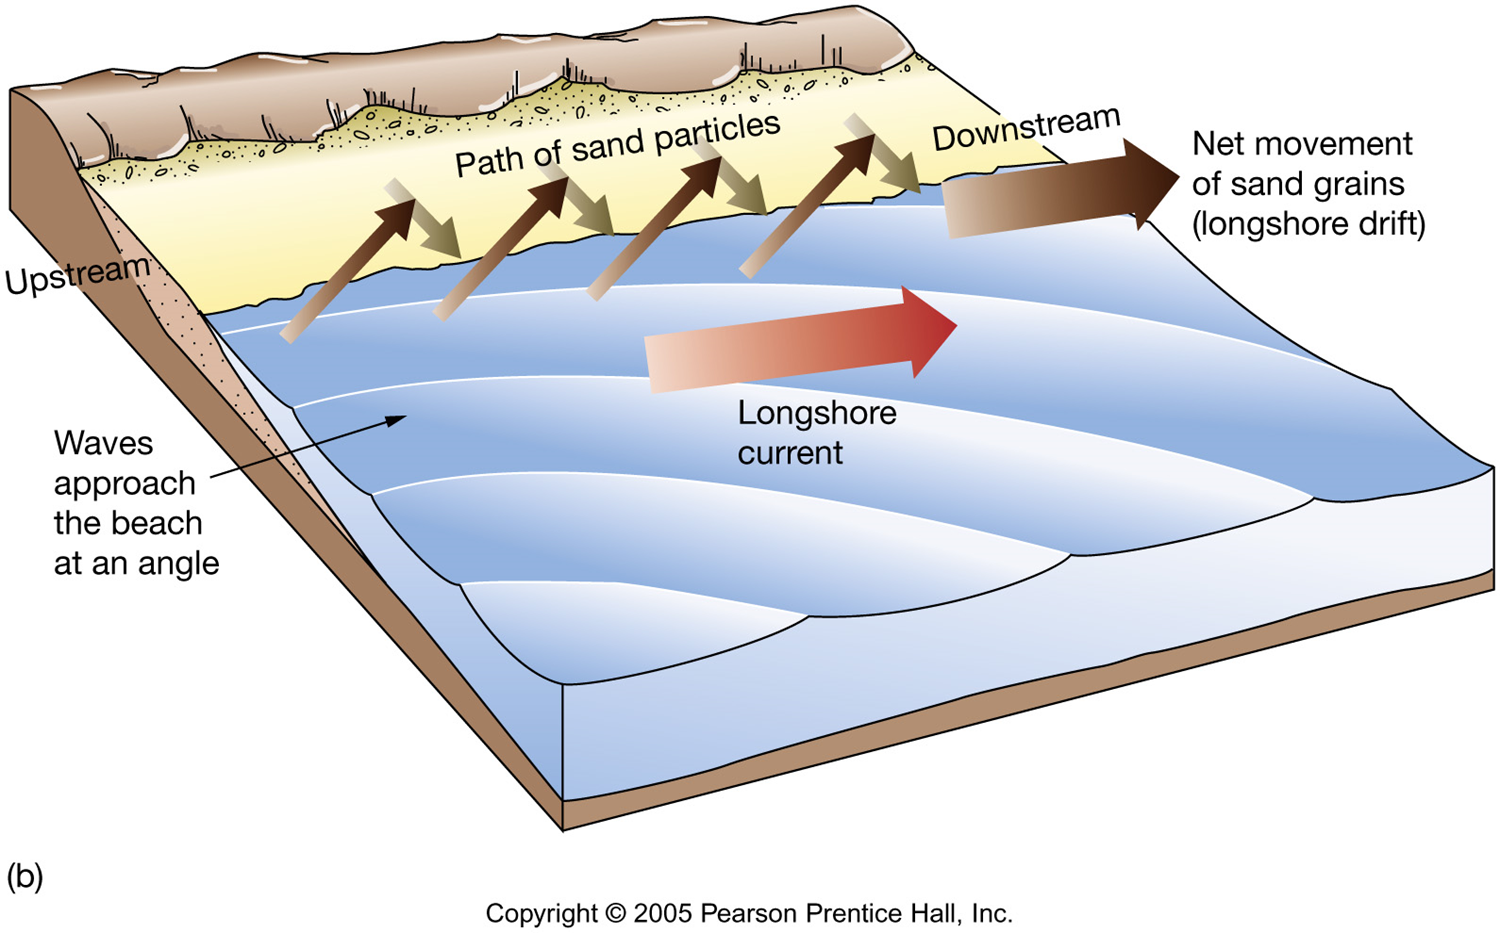 Path of sand particles
Downstream
Net movement
of sand grains
(longshore drift)
Upstream
Longshore
current
Waves
approach
the beach
at an angle
(b)
Copyright © 2005 Pearson Prentice Hall, Inc.